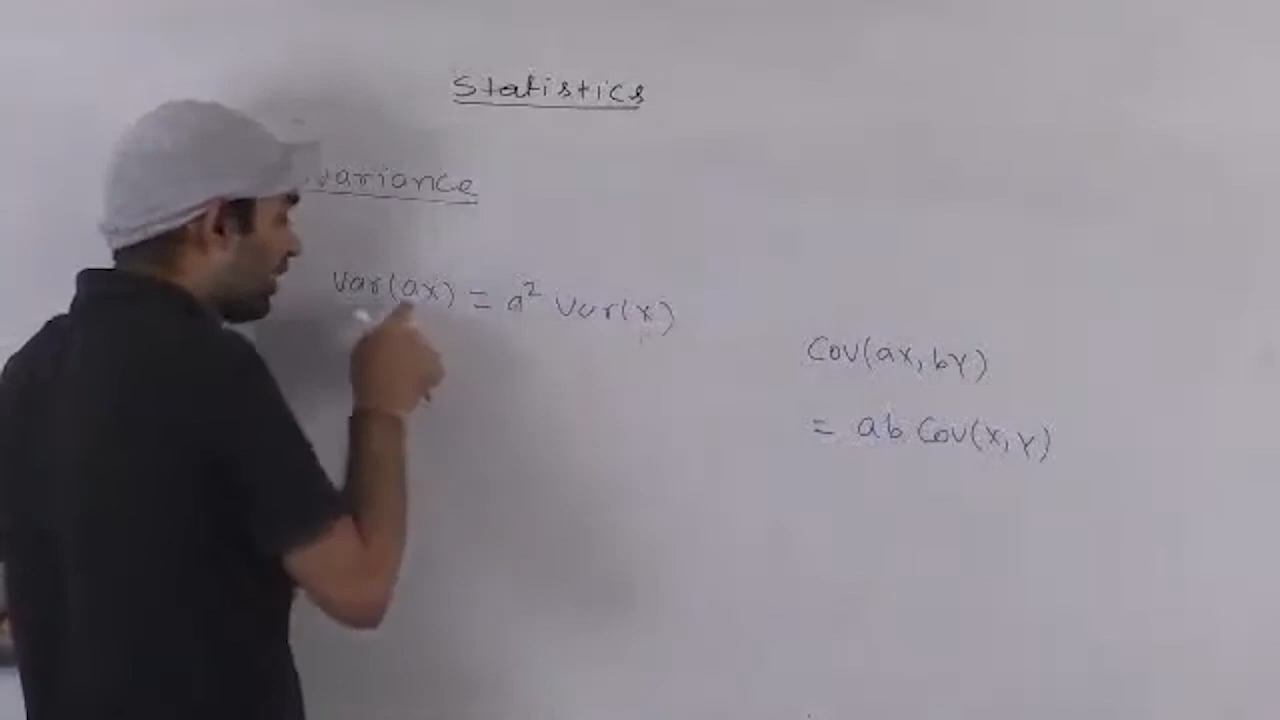 Statistics
variance
Var(ax) = a² Var(x)
Cov(ax, by)
= ab Cov(x, y)